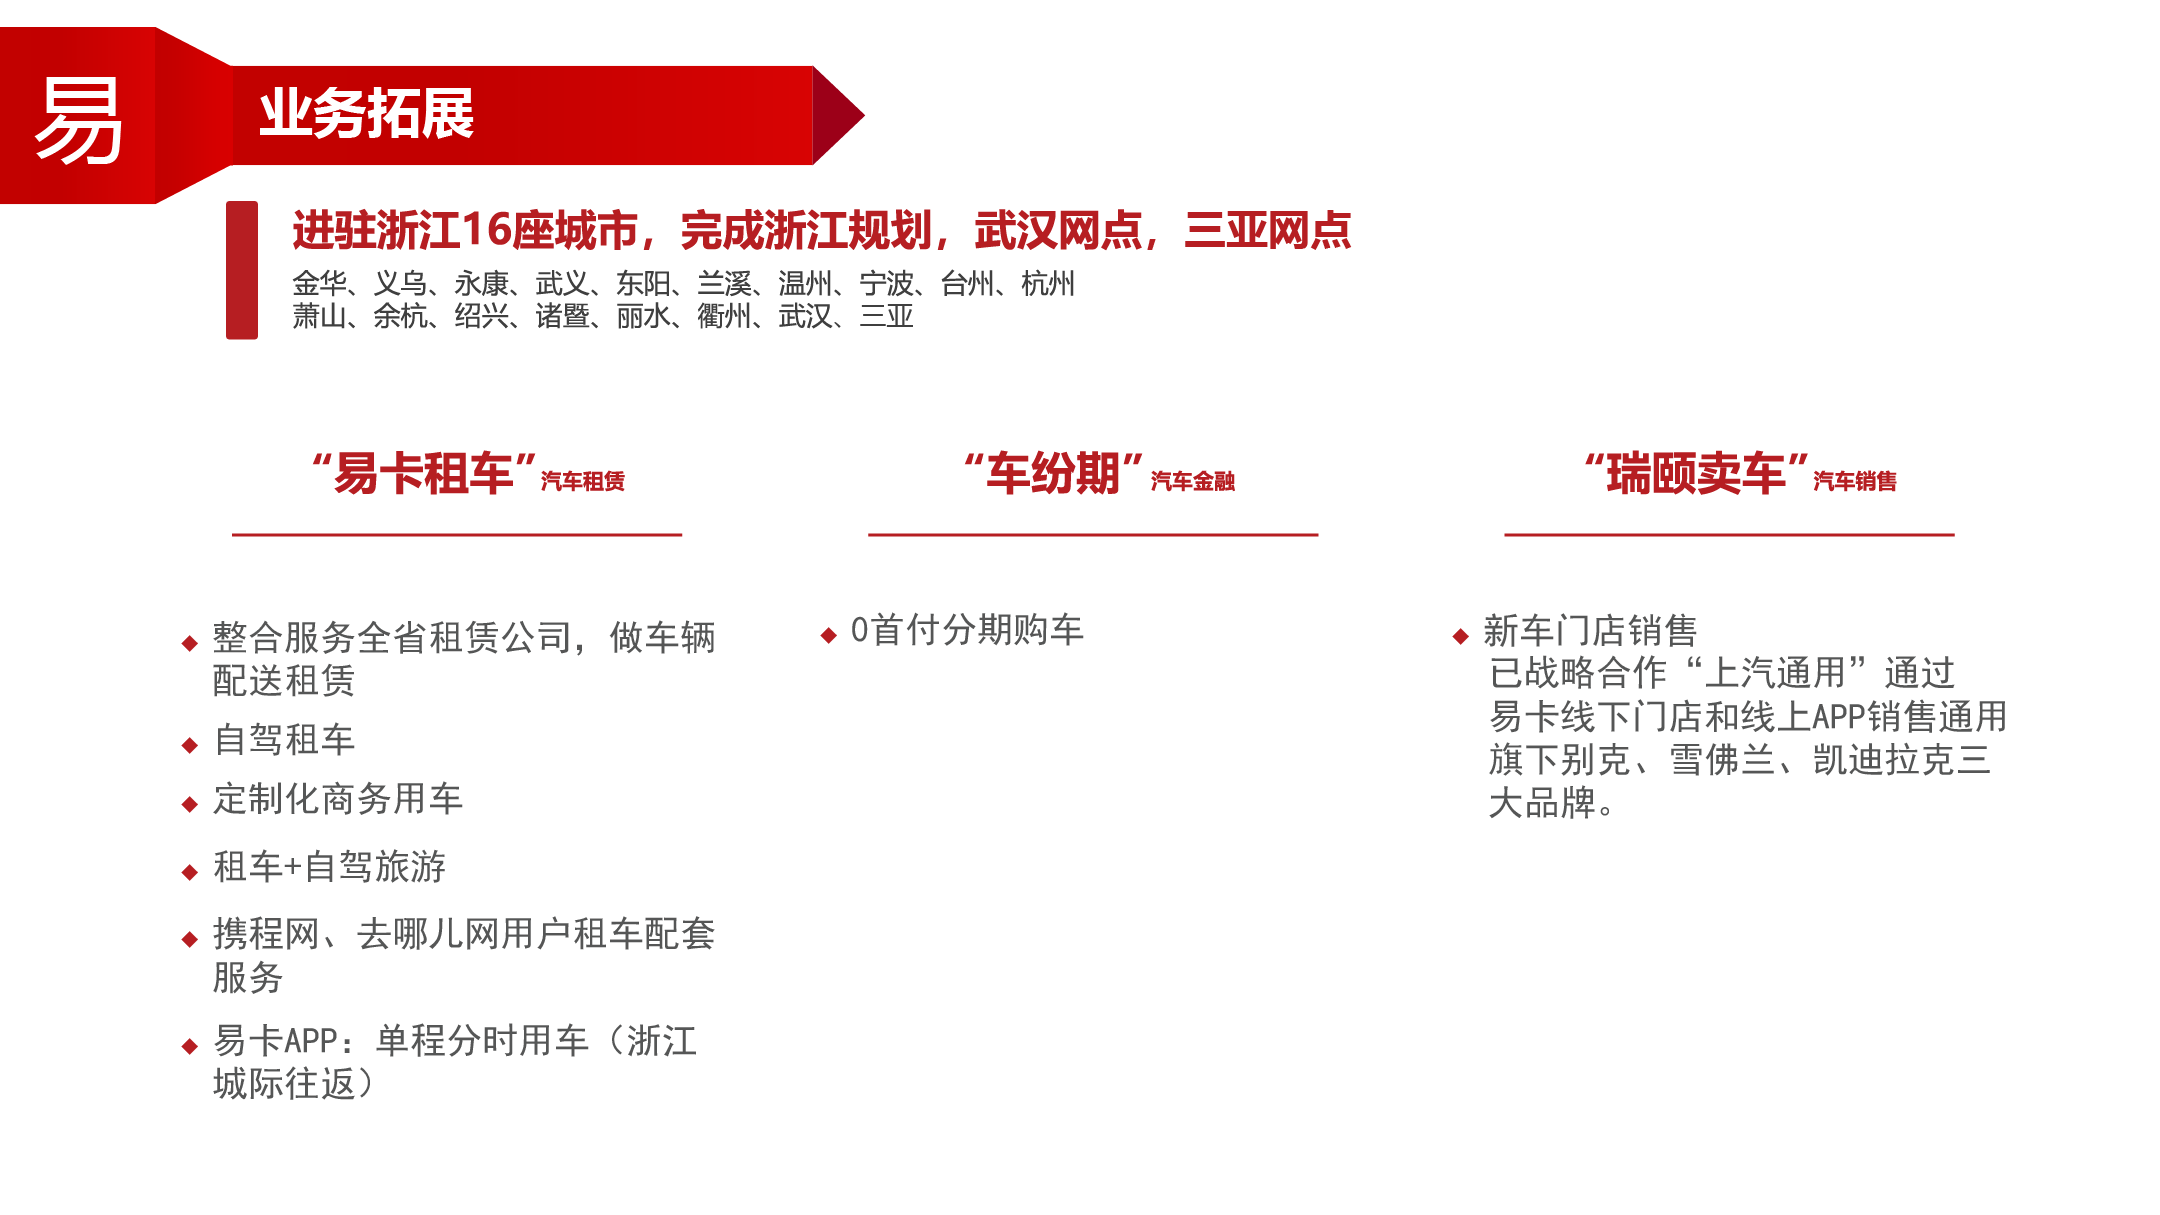 易
业务拓展
进驻浙江16座城市，完成浙江规划，武汉网点，三亚网点
金华、义乌、永康、武义、东阳、兰溪、温州、宁波、台州、杭州
萧山、余杭、绍兴、诸暨、丽水、衢州、武汉、三亚
“易卡租车”汽车租赁
整合服务全省租赁公司，做车辆
配送租赁
自驾租车
定制化商务用车
租车+自驾旅游
携程网、去哪儿网用户租车配套
服务
易卡APP：单程分时用车（浙江
城际往返）
“车纷期”汽车金融
0首付分期购车
“瑞颐卖车”汽车销售
新车门店销售
已战略合作“上汽通用”通过
易卡线下门店和线上APP销售通用
旗下别克、雪佛兰、凯迪拉克三
大品牌。